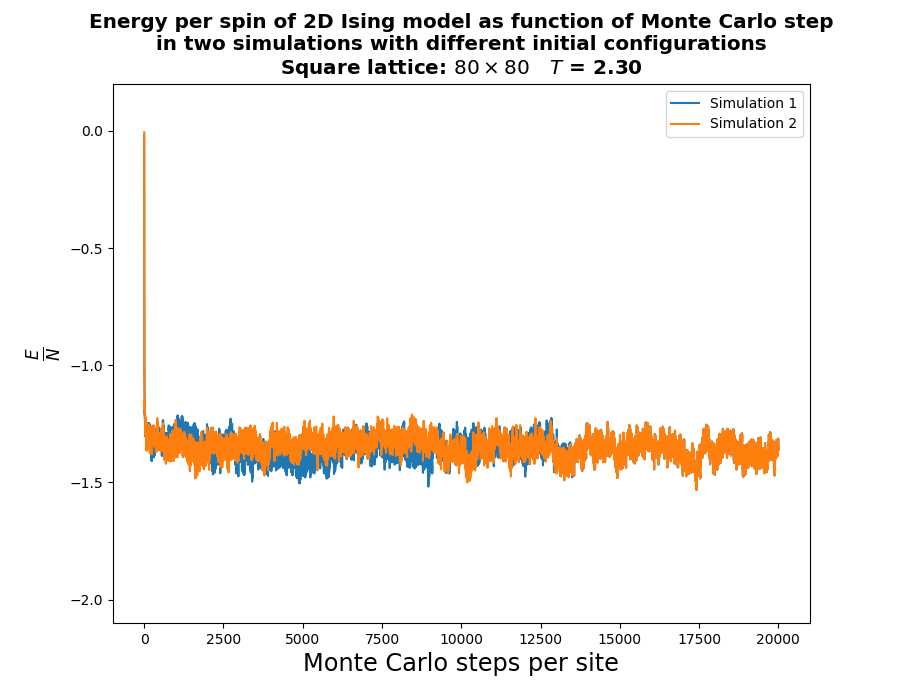 Energy per spin of 2D Ising model as function of Monte Carlo step
in two simulations with different initial configurations
Square lattice: 80 × 80 T = 2.30
Simulation 1
Simulation 2
0.0
−0.5
−1.0
−1.5
−2.0
E
N
0 2500 5000 7500 10000 12500 15000 17500 20000
Monte Carlo steps per site